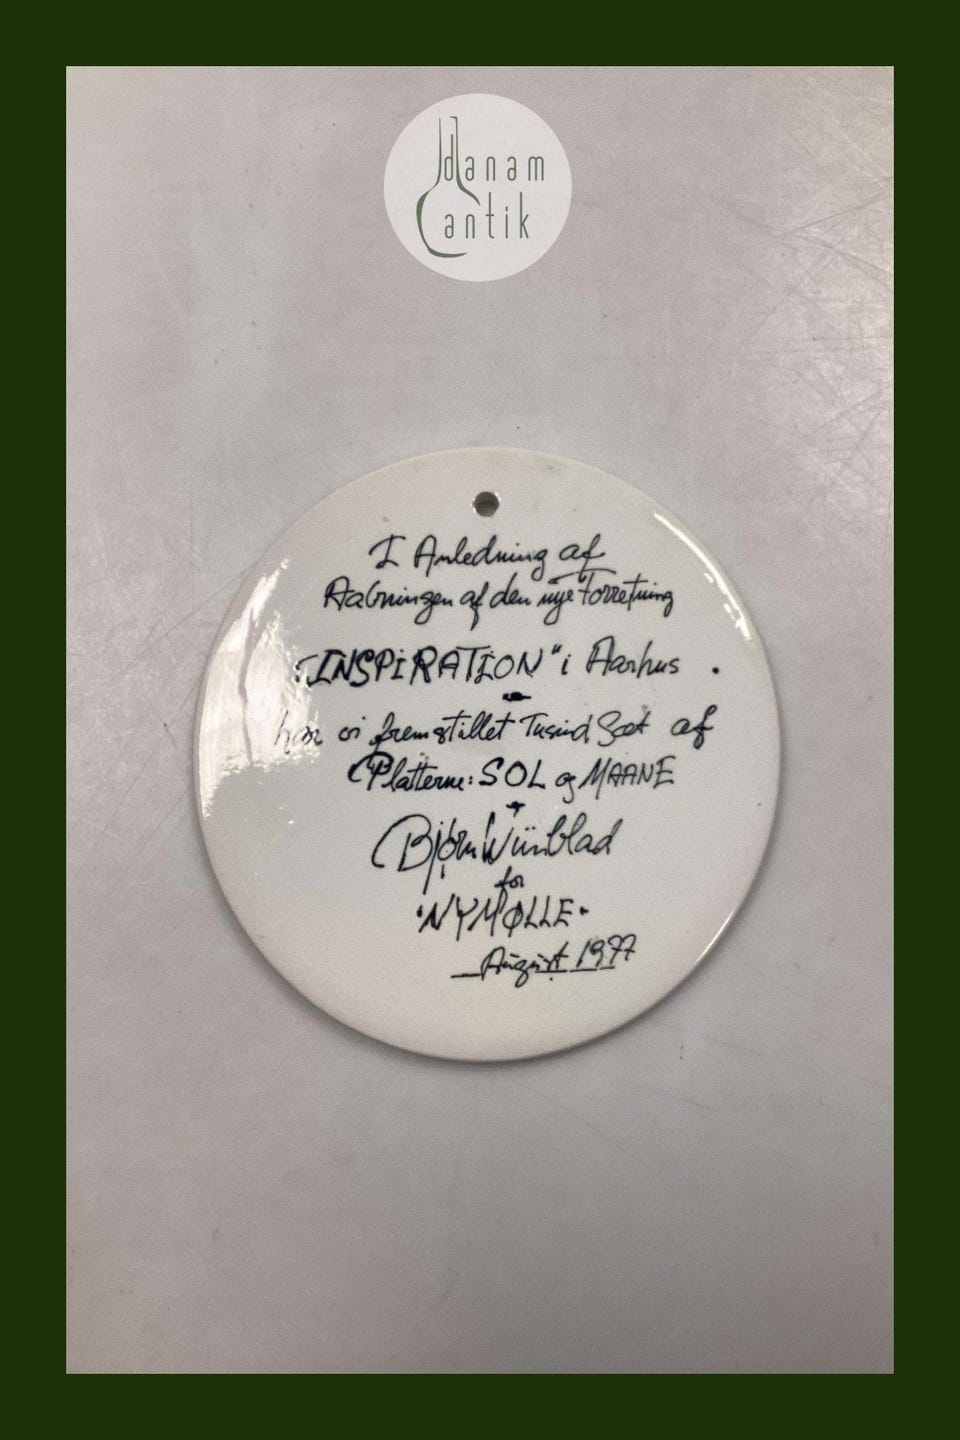 danam
antik
I Anledning af
Aabningen af den nye Forretning
"INSPIRATION" i Aarhus .
har vi fremstillet Tusind Sæt af
Platterne: SOL og MAANE
Bjørn Wiinblad
for
·NYMØLLE·
August 1977